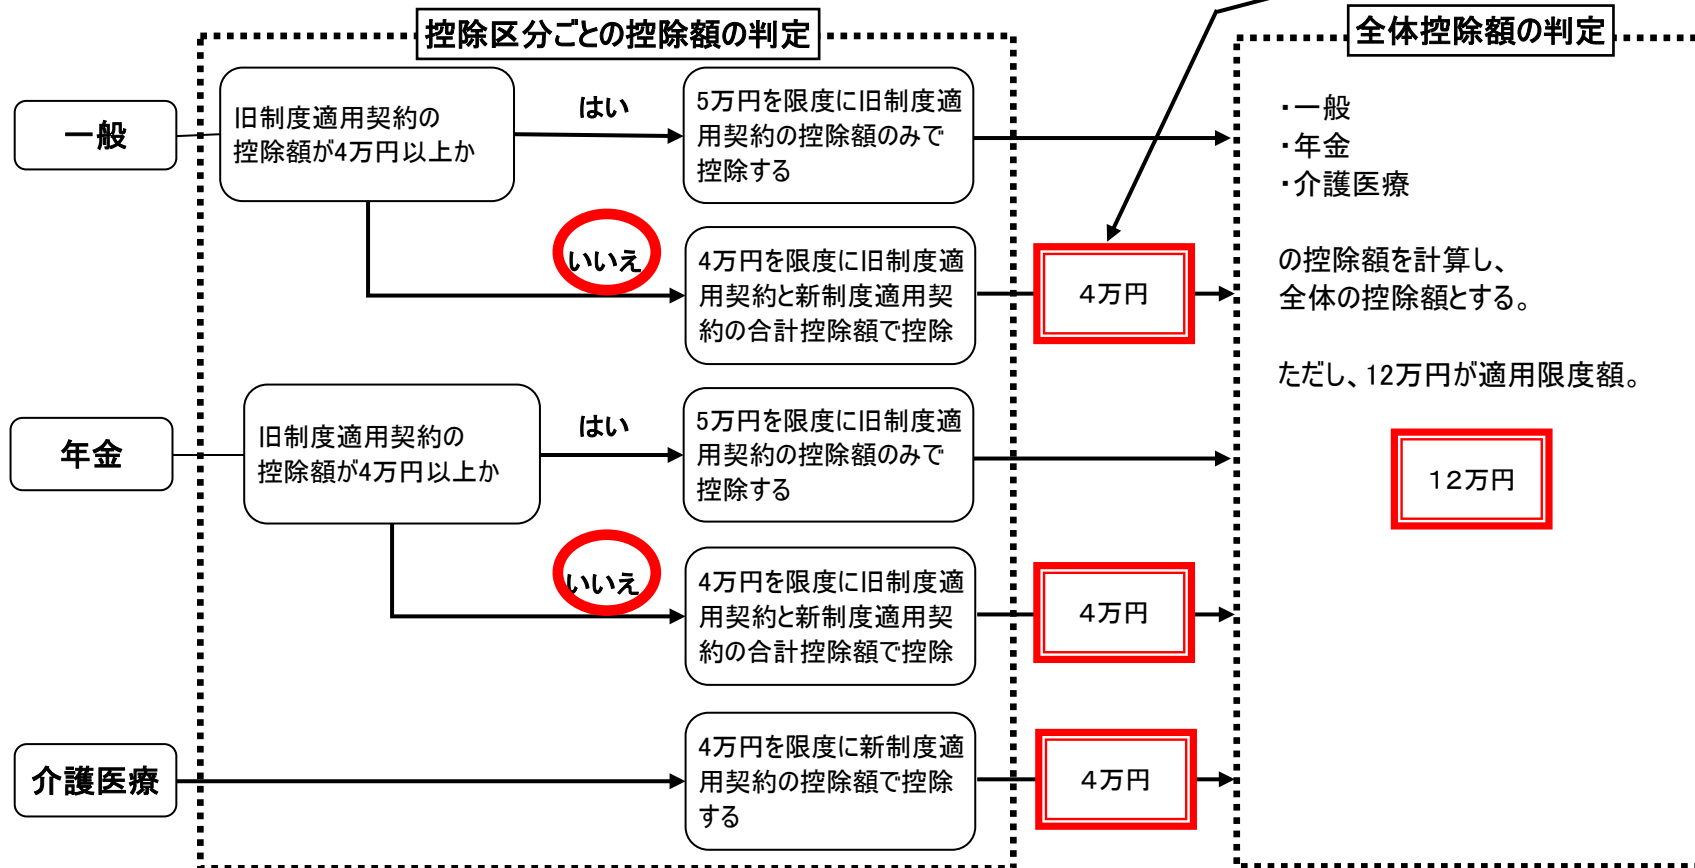 控除区分ごとの控除額の判定
全体控除額の判定
一般
旧制度適用契約の
控除額が4万円以上か
はい
5万円を限度に旧制度適
用契約の控除額のみで
控除する
いいえ
4万円を限度に旧制度適
用契約と新制度適用契
約の合計控除額で控除
4万円
年金
旧制度適用契約の
控除額が4万円以上か
はい
5万円を限度に旧制度適
用契約の控除額のみで
控除する
いいえ
4万円を限度に旧制度適
用契約と新制度適用契
約の合計控除額で控除
4万円
介護医療
4万円を限度に新制度適
用契約の控除額で控除
する
4万円
・一般
・年金
・介護医療
の控除額を計算し、
全体の控除額とする。
ただし、12万円が適用限度額。
12万円